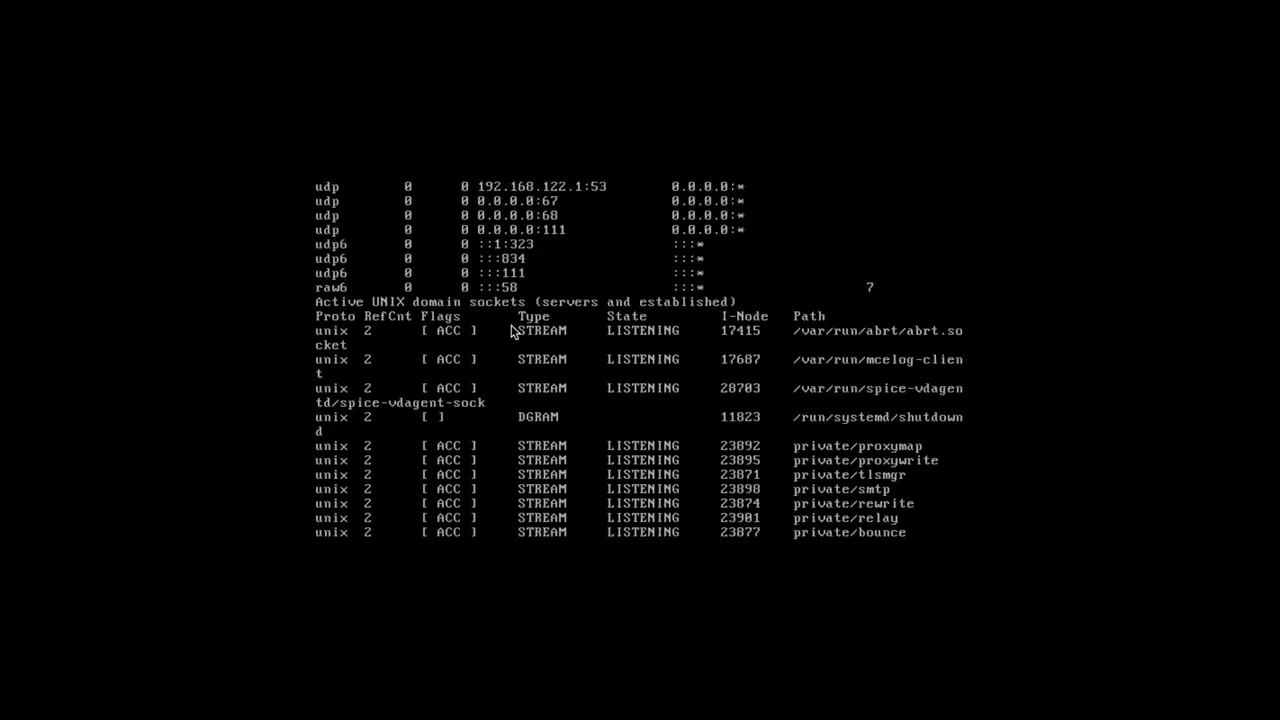 udp 0 0 192.168.122.1:53 0.0.0.0:*
udp 0 0 0.0.0.0:67 0.0.0.0:*
udp 0 0 0.0.0.0:68 0.0.0.0:*
udp 0 0 0.0.0.0:111 0.0.0.0:*
udp6 0 0 ::1:323 :::*
udp6 0 0 :::834 :::*
udp6 0 0 :::111 :::*
raw6 0 0 :::58 :::* 7
Active UNIX domain sockets (servers and established)
Proto RefCnt Flags Type State I-Node Path
unix 2 [ ACC ] STREAM LISTENING 17415 /var/run/abrt/abrt.so
cket
unix 2 [ ACC ] STREAM LISTENING 17687 /var/run/mcelog-clien
t
unix 2 [ ACC ] STREAM LISTENING 28703 /var/run/spice-vdagen
td/spice-vdagent-sock
unix 2 [ ] DGRAM 11823 /run/systemd/shutdown
d
unix 2 [ ACC ] STREAM LISTENING 23892 private/proxymap
unix 2 [ ACC ] STREAM LISTENING 23895 private/proxywrite
unix 2 [ ACC ] STREAM LISTENING 23871 private/tlsmgr
unix 2 [ ACC ] STREAM LISTENING 23898 private/smtp
unix 2 [ ACC ] STREAM LISTENING 23874 private/rewrite
unix 2 [ ACC ] STREAM LISTENING 23901 private/relay
unix 2 [ ACC ] STREAM LISTENING 23877 private/bounce